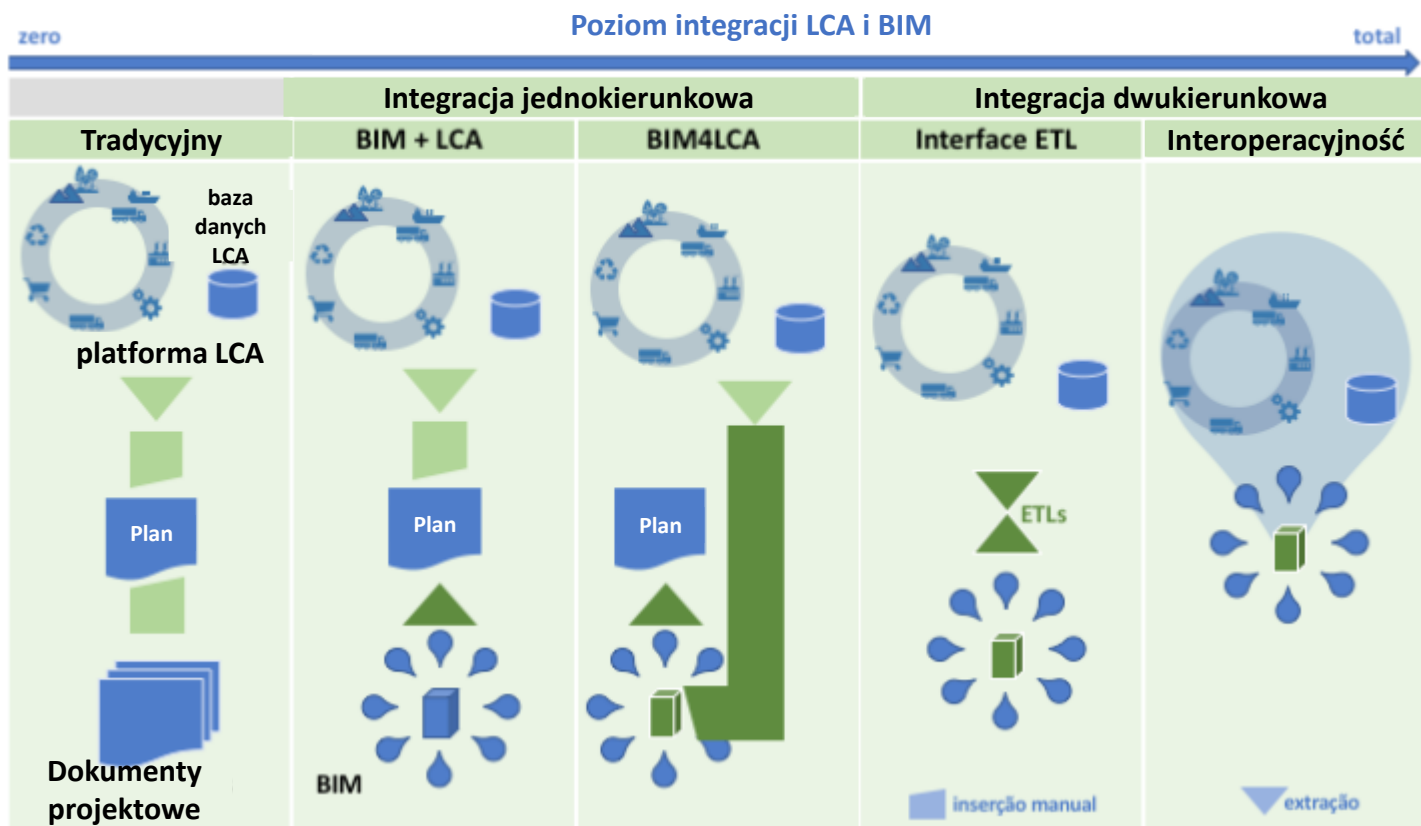 Poziom integracji LCA i BIM
zero
total
Integracja jednokierunkowa
Integracja dwukierunkowa
Tradycyjny
BIM + LCA
BIM4LCA
Interface ETL
Interoperacyjność
baza
danych
LCA
platforma LCA
Plan
Plan
Plan
ETLs
Dokumenty
projektowe
BIM
inserção manual
extração